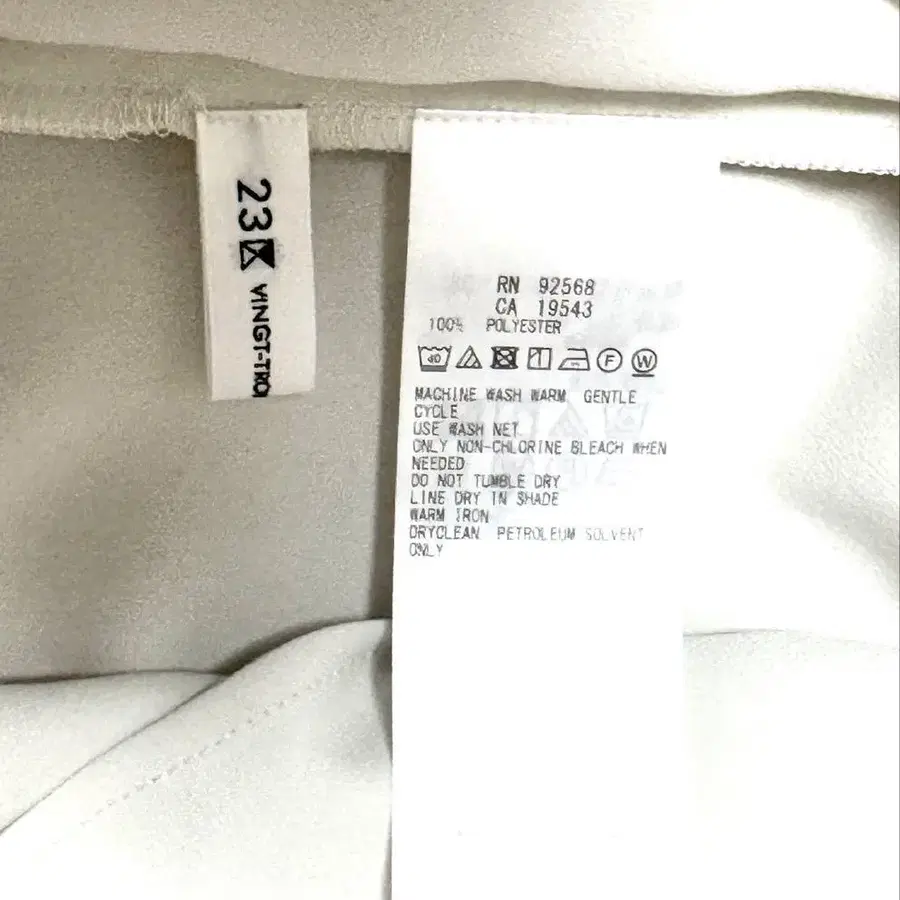 23
VINGT-TRO
RN 92568
CA 19543
100% POLYESTER
40 F W
MACHINE WASH WARM GENTLE
CYCLE
USE WASH NET
ONLY NON-CHLORINE BLEACH WHEN
NEEDED
DO NOT TUMBLE DRY
LINE DRY IN SHADE
WARM IRON
DRYCLEAN PETROLEUM SOLVENT
ONLY